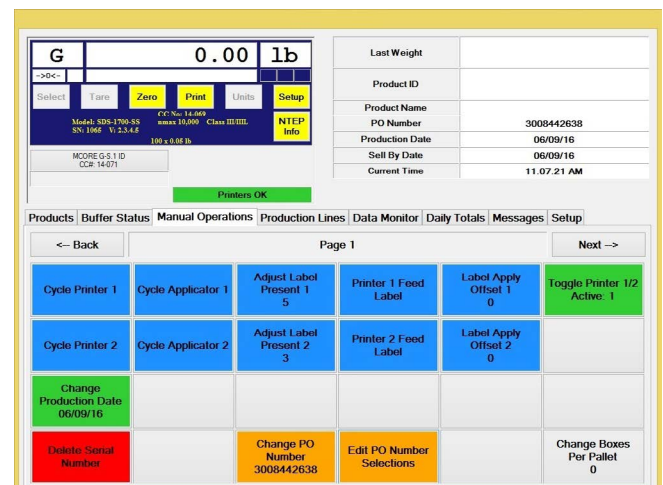 G 0.00 lb
->0<-
Select Tare Zero Print Units Setup
CC No: 14-069
Model: SDS-1700-SS nmax 10,000 Class III/IIIL
SN: 1065 V: 2.3.4.5
100 x 0.05 lb
NTEP
Info
MCORE G-S.1 ID
CC#: 14-071
Printers OK
Last Weight
Product ID
Product Name
PO Number 3008442638
Production Date 06/09/16
Sell By Date 06/09/16
Current Time 11.07.21 AM
Products Buffer Status Manual Operations Production Lines Data Monitor Daily Totals Messages Setup
<-- Back Page 1 Next -->
Cycle Printer 1
Cycle Applicator 1
Adjust Label
Present 1
5
Printer 1 Feed
Label
Label Apply
Offset 1
0
Toggle Printer 1/2
Active: 1
Cycle Printer 2
Cycle Applicator 2
Adjust Label
Present 2
3
Printer 2 Feed
Label
Label Apply
Offset 2
0
Change
Production Date
06/09/16
Delete Serial
Number
Change PO
Number
3008442638
Edit PO Number
Selections
Change Boxes
Per Pallet
0